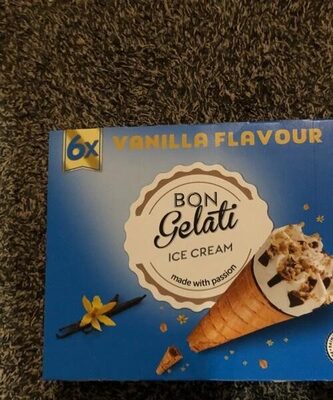 6x VANILLA FLAVOUR
BON
Gelati
ICE CREAM
made with passion